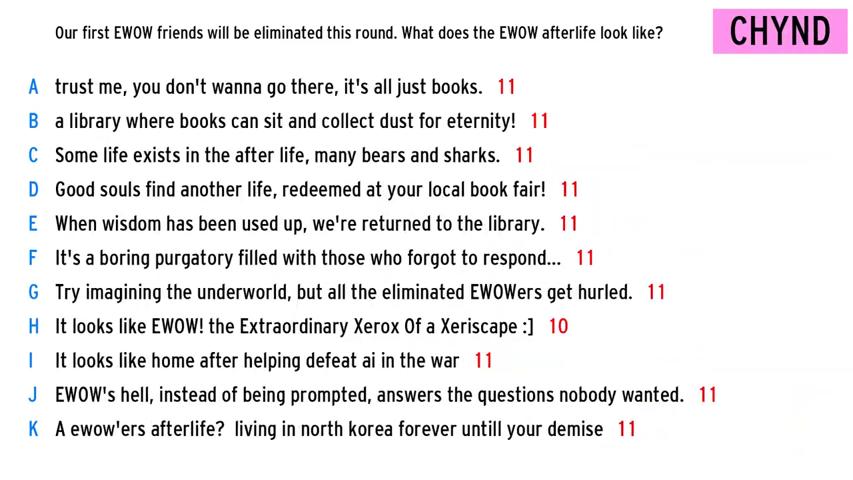 Our first EWOW friends will be eliminated this round. What does the EWOW afterlife look like?
CHYND
A trust me, you don't wanna go there, it's all just books. 11
B a library where books can sit and collect dust for eternity! 11
C Some life exists in the after life, many bears and sharks. 11
D Good souls find another life, redeemed at your local book fair! 11
E When wisdom has been used up, we're returned to the library. 11
F It's a boring purgatory filled with those who forgot to respond... 11
G Try imagining the underworld, but all the eliminated EWOWers get hurled. 11
H It looks like EWOW! the Extraordinary Xerox Of a Xeriscape :] 10
I It looks like home after helping defeat ai in the war 11
J EWOW's hell, instead of being prompted, answers the questions nobody wanted. 11
K A ewow'ers afterlife? living in north korea forever untill your demise 11